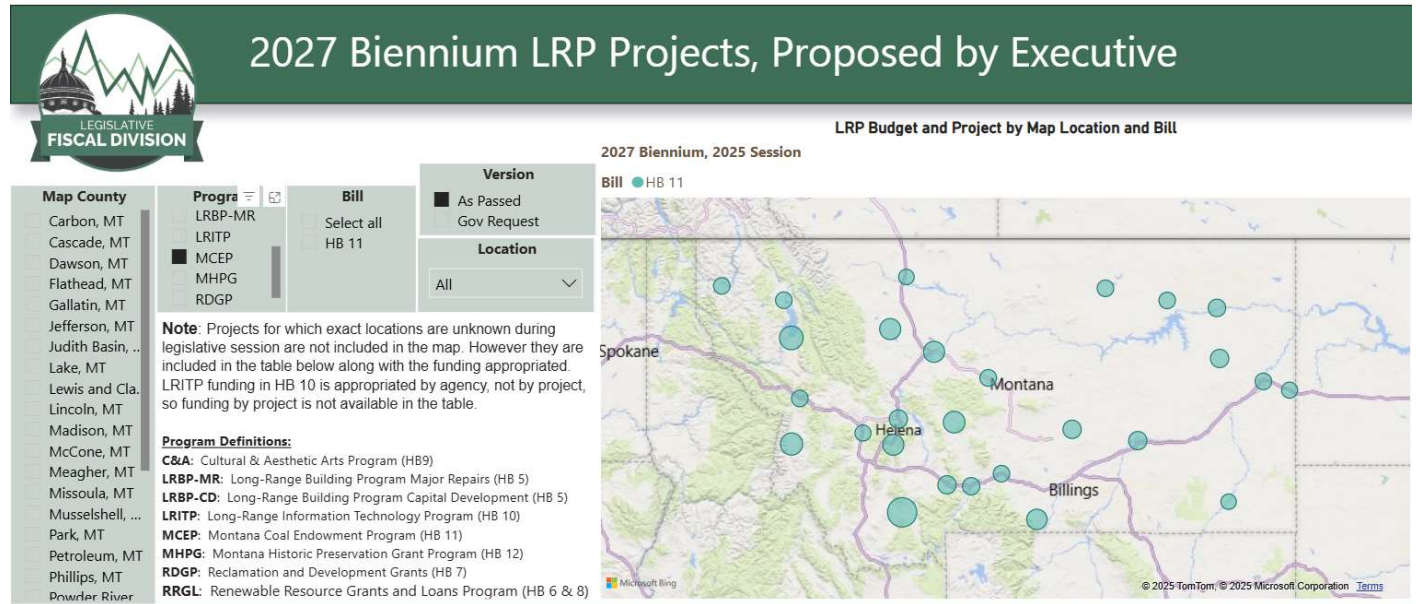 2027 Biennium LRP Projects, Proposed by Executive
LEGISLATIVE
FISCAL DIVISION
LRP Budget and Project by Map Location and Bill
2027 Biennium, 2025 Session
Bill HB 11
Map County
Carbon, MT
Cascade, MT
Dawson, MT
Flathead, MT
Gallatin, MT
Jefferson, MT
Judith Basin, ..
Lake, MT
Lewis and Cla..
Lincoln, MT
Madison, MT
McCone, MT
Meagher, MT
Missoula, MT
Musselshell, ...
Park, MT
Petroleum, MT
Phillips, MT
Powder River
Progra
LRBP-MR
LRITP
MCEP
MHPG
RDGP
Bill
Select all
HB 11
Version
As Passed
Gov Request
Location
All
Note: Projects for which exact locations are unknown during
legislative session are not included in the map. However they are
included in the table below along with the funding appropriated.
LRITP funding in HB 10 is appropriated by agency, not by project,
so funding by project is not available in the table.
Program Definitions:
C&A: Cultural & Aesthetic Arts Program (HB9)
LRBP-MR: Long-Range Building Program Major Repairs (HB 5)
LRBP-CD: Long-Range Building Program Capital Development (HB 5)
LRITP: Long-Range Information Technology Program (HB 10)
MCEP: Montana Coal Endowment Program (HB 11)
MHPG: Montana Historic Preservation Grant Program (HB 12)
RDGP: Reclamation and Development Grants (HB 7)
RRGL: Renewable Resource Grants and Loans Program (HB 6 & 8)
Spokane
Montana
Helena
Billings
Microsoft Bing
© 2025 TomTom, © 2025 Microsoft Corporation Terms